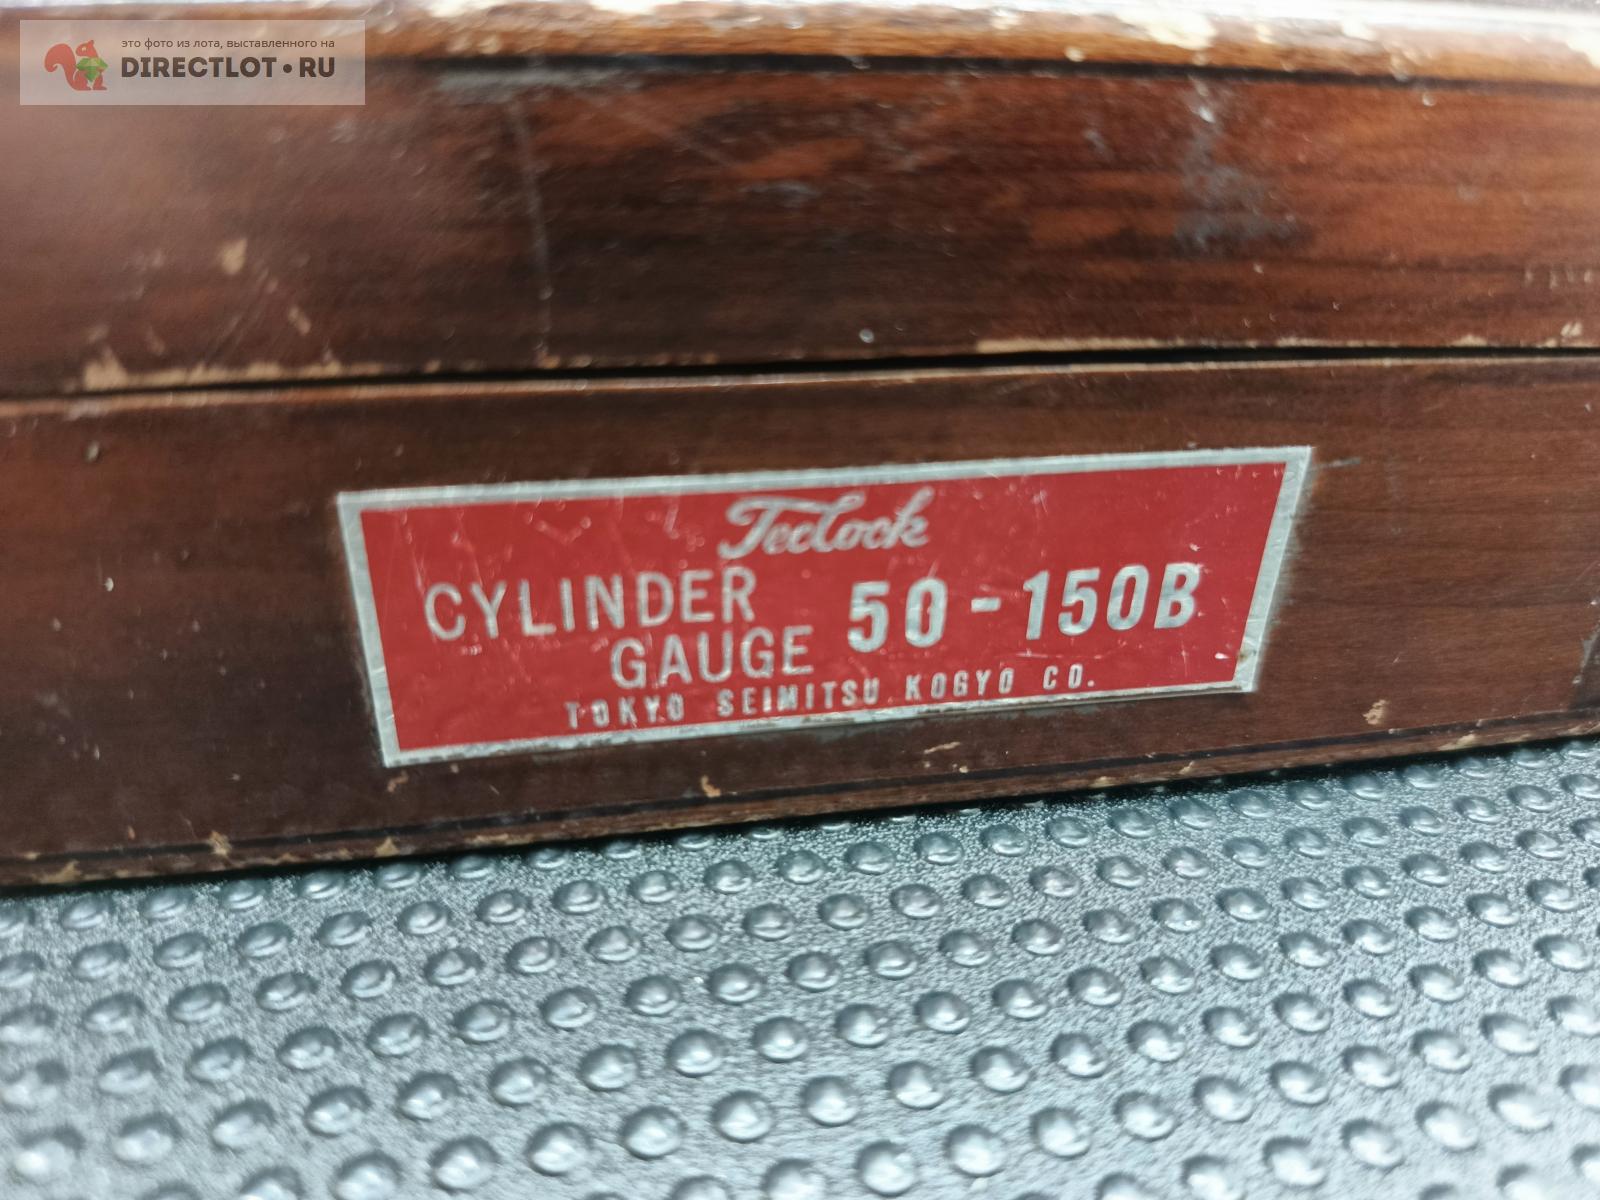 это фото из лота, выставленного на
DIRECTLOT•RU
Teclock
CYLINDER
GAUGE
50-150B
TOKYO SEIMITSU KOGYO CO.